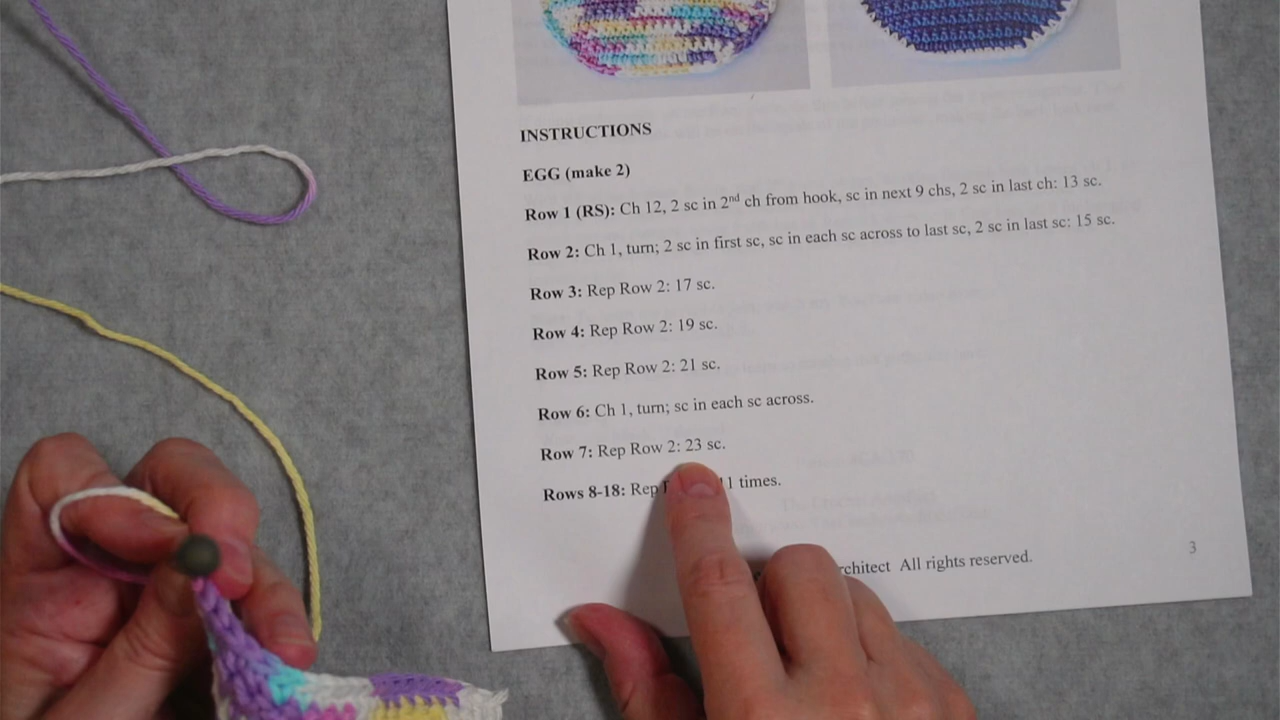 INSTRUCTIONS
EGG (make 2)
Row 1 (RS): Ch 12, 2 sc in 2nd ch from hook, sc in next 9 chs, 2 sc in last ch: 13 sc.
Row 2: Ch 1, turn; 2 sc in first sc, sc in each sc across to last sc, 2 sc in last sc: 15 sc.
Row 3: Rep Row 2: 17 sc.
Row 4: Rep Row 2: 19 sc.
Row 5: Rep Row 2: 21 sc.
Row 6: Ch 1, turn; sc in each sc across.
Row 7: Rep Row 2: 23 sc.
Rows 8-18: Rep 11 times.
rchitect All rights reserved.
3